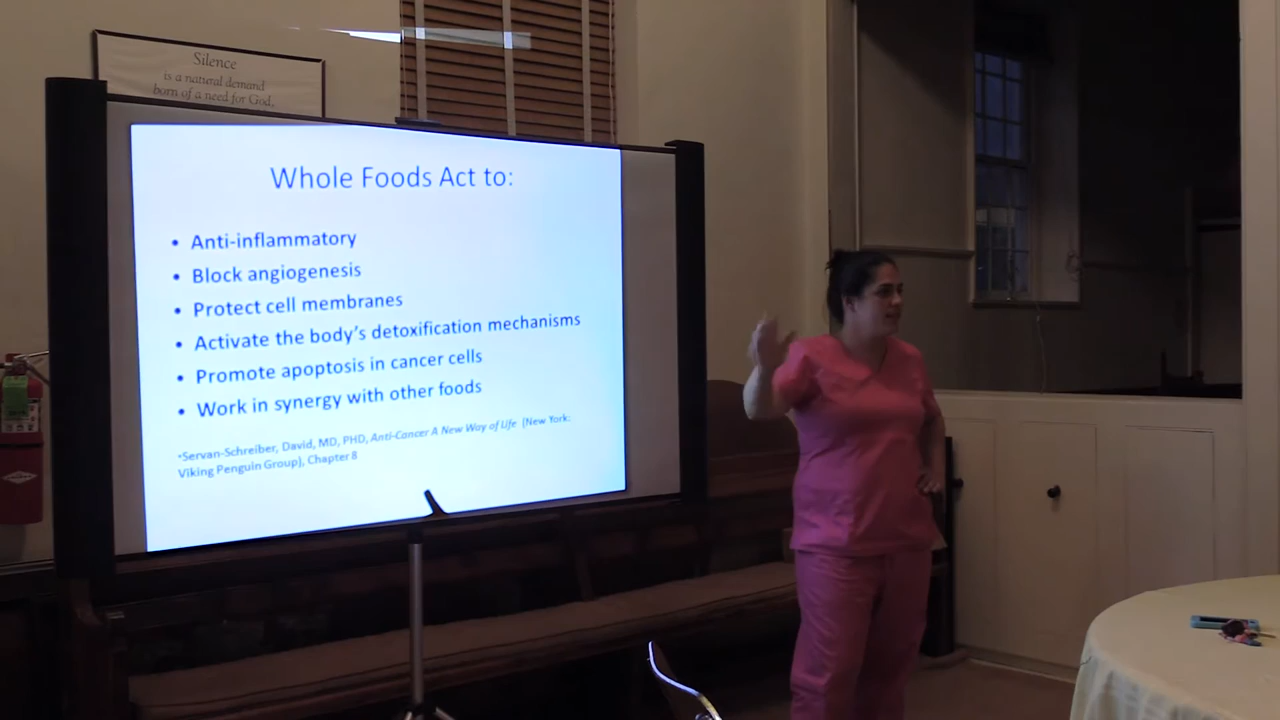 Silence
is a natural demand
born of a need for God,
Whole Foods Act to:
• Anti-inflammatory
• Block angiogenesis
• Protect cell membranes
• Activate the body's detoxification mechanisms
• Promote apoptosis in cancer cells
• Work in synergy with other foods
•Servan-Schreiber, David, MD, PHD, Anti-Cancer A New Way of Life (New York:
Viking Penguin Group), Chapter 8